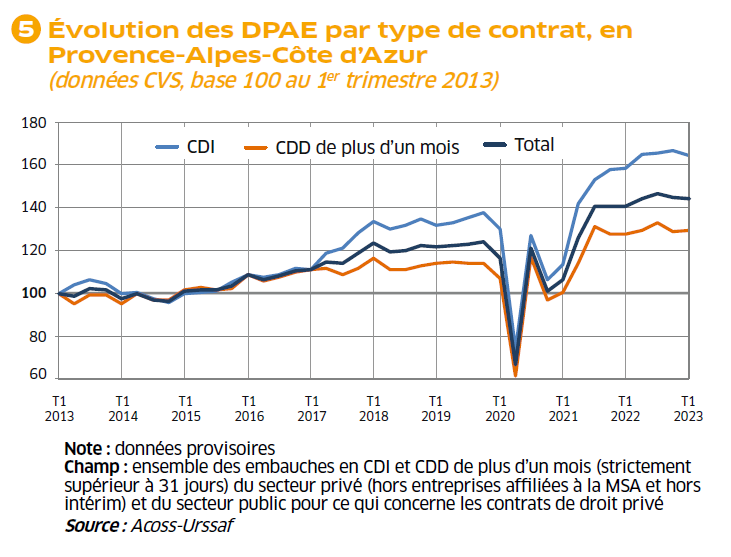 5 Évolution des DPAE par type de contrat, en
Provence-Alpes-Côte d'Azur
(données CVS, base 100 au 1er trimestre 2013)
180
CDI CDD de plus d'un mois Total
160
140
120
100
80
60
T1 T1 T1 T1 T1 T1 T1 T1 T1 T1 T1
2013 2014 2015 2016 2017 2018 2019 2020 2021 2022 2023
Note : données provisoires
Champ : ensemble des embauches en CDI et CDD de plus d'un mois (strictement
supérieur à 31 jours) du secteur privé (hors entreprises affiliées à la MSA et hors
intérim) et du secteur public pour ce qui concerne les contrats de droit privé
Source : Acoss-Urssaf